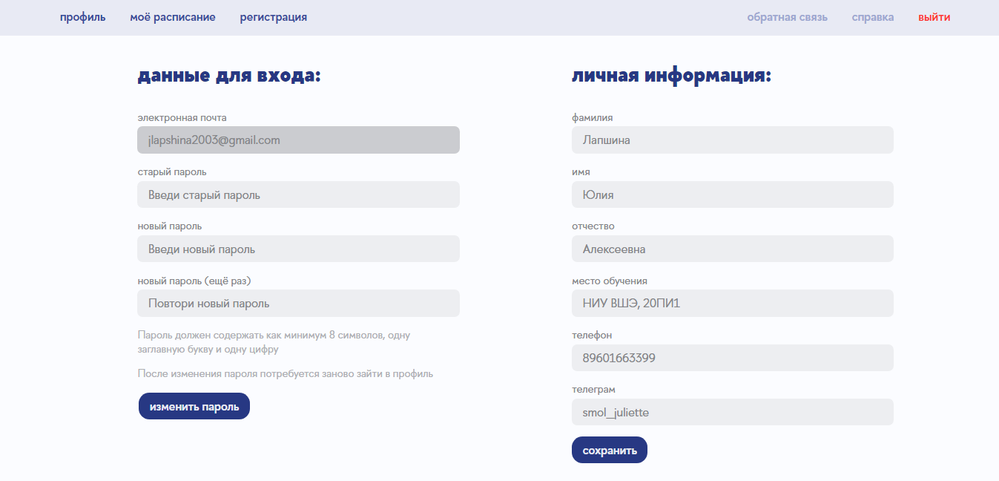 профиль моё расписание регистрация обратная связь справка выйти
данные для входа:
электронная почта
jlapshina2003@gmail.com
старый пароль
Введи старый пароль
новый пароль
Введи новый пароль
новый пароль (ещё раз)
Повтори новый пароль
Пароль должен содержать как минимум 8 символов, одну
заглавную букву и одну цифру
После изменения пароля потребуется заново зайти в профиль
изменить пароль
личная информация:
фамилия
Лапшина
имя
Юлия
отчество
Алексеевна
место обучения
НИУ ВШЭ, 20ПИ1
телефон
89601663399
телеграм
smol_juliette
сохранить